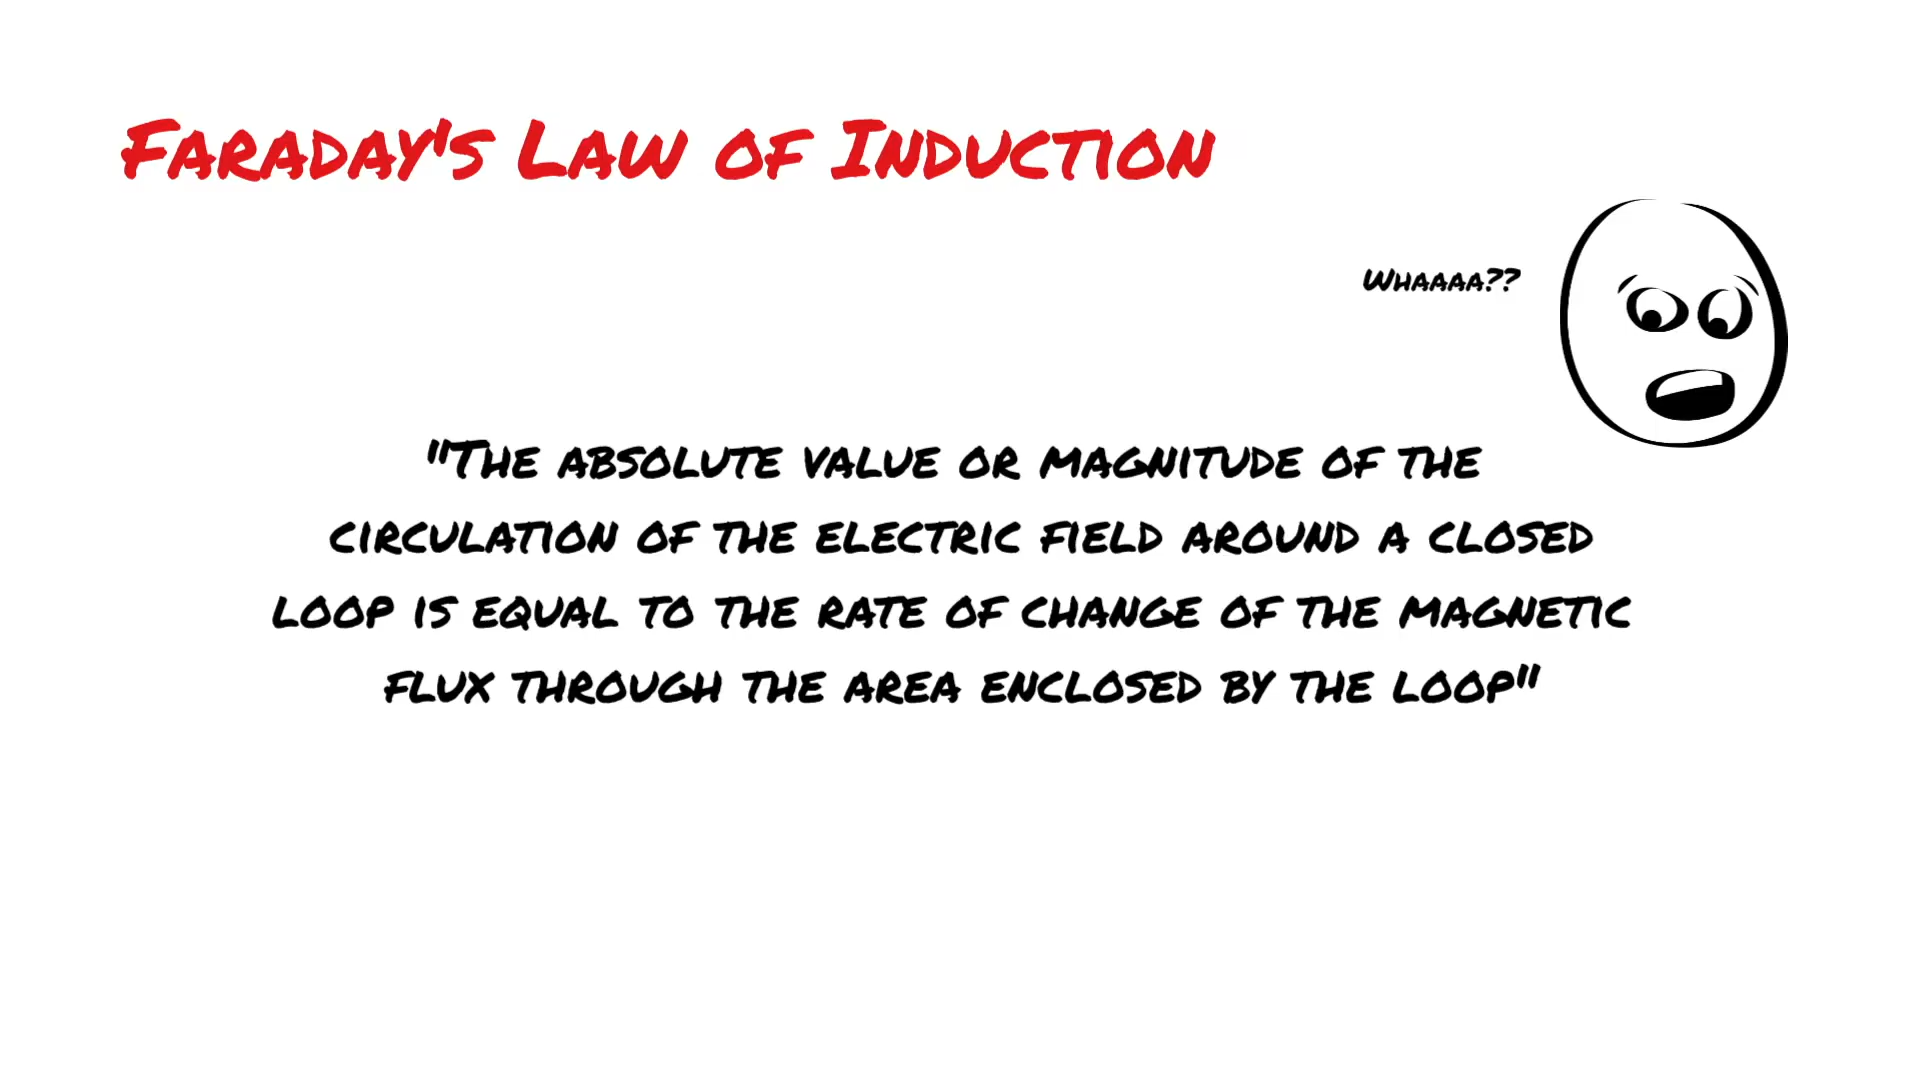 Faraday's Law of Induction
Whaaaa??
"The absolute value or magnitude of the
circulation of the electric field around a closed
loop is equal to the rate of change of the magnetic
flux through the area enclosed by the loop"